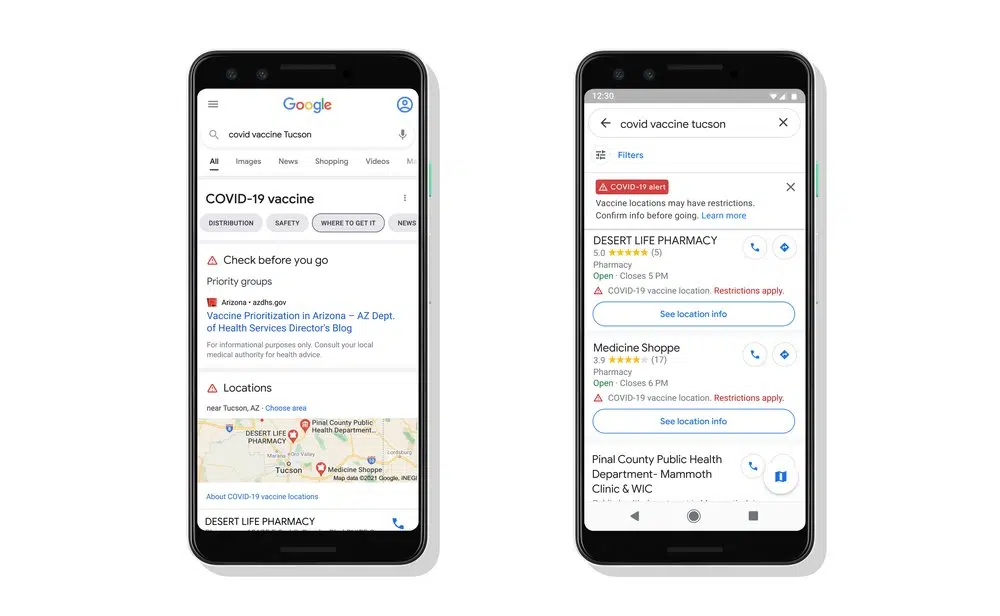 Google
covid vaccine Tucson
All Images News Shopping Videos
COVID-19 vaccine
DISTRIBUTION SAFETY WHERE TO GET IT NEWS
Check before you go
Priority groups
Arizona • azdhs.gov
Vaccine Prioritization in Arizona – AZ Dept.
of Health Services Director's Blog
For informational purposes only. Consult your local
medical authority for health advice.
Locations
near Tucson, AZ • Choose area
Pinal County Public
Health Department...
DESERT LIFE
PHARMACY
Marana
Oro Valley
cordsburg
Tucson
Medicine Shoppe
Map data ©2021 Google, INEGI
About COVID-19 vaccine locations
DESERT LIFE PHARMACY
12:30
covid vaccine tucson
Filters
COVID-19 alert
Vaccine locations may have restrictions.
Confirm info before going. Learn more
DESERT LIFE PHARMACY
5.0 ★★★★★ (5)
Pharmacy
Open · Closes 5 PM
COVID-19 vaccine location. Restrictions apply.
See location info
Medicine Shoppe
3.9 ★★★★★ (17)
Pharmacy
Open · Closes 6 PM
COVID-19 vaccine location. Restrictions apply.
See location info
Pinal County Public Health
Department- Mammoth
Clinic & WIC